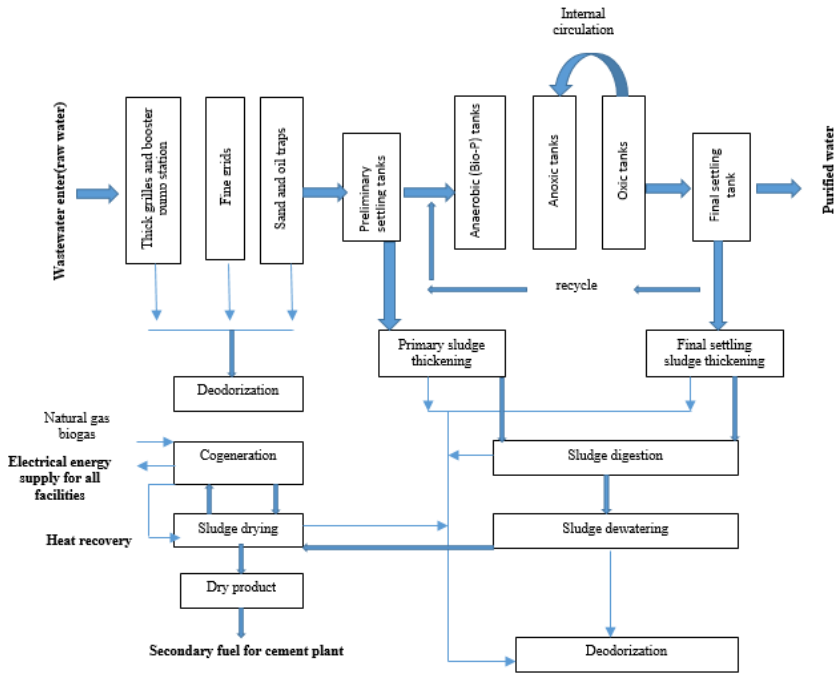 Internal
circulation
Wastewater enter(raw water)
Thick grilles and booster
pump station
Fine grids
Sand and oil traps
Preliminary
settling tanks
Anaerobic (Bio-P) tanks
Anoxic tanks
Oxic tanks
Final settling
tank
Purified water
recycle
Primary sludge
thickening
Final settling
sludge thickening
Deodorization
Natural gas
biogas
Cogeneration
Electrical energy
supply for all
facilities
Sludge digestion
Heat recovery
Sludge drying
Sludge dewatering
Dry product
Secondary fuel for cement plant
Deodorization